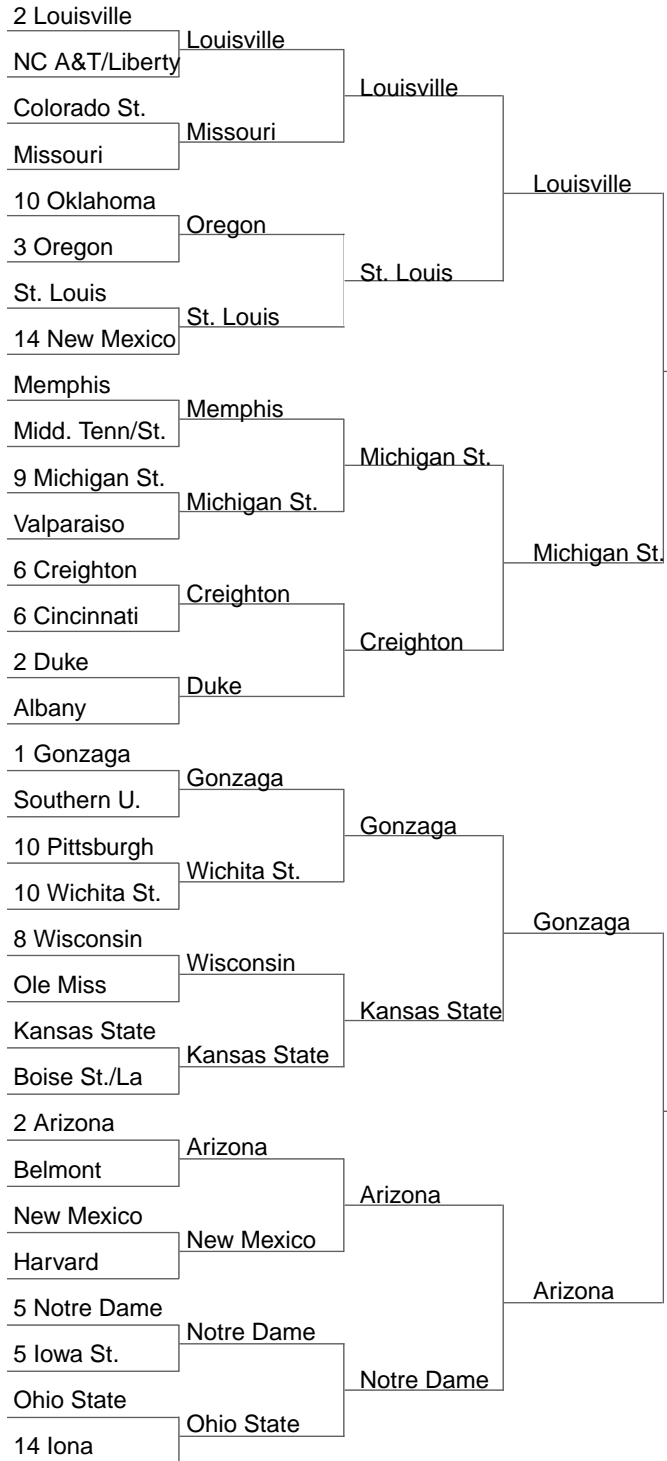 2 Louisville
NC A&T/Liberty
Colorado St.
Missouri
10 Oklahoma
3 Oregon
St. Louis
14 New Mexico
Memphis
Midd. Tenn/St.
9 Michigan St.
Valparaiso
6 Creighton
6 Cincinnati
2 Duke
Albany
1 Gonzaga
Southern U.
10 Pittsburgh
10 Wichita St.
8 Wisconsin
Ole Miss
Kansas State
Boise St./La
2 Arizona
Belmont
New Mexico
Harvard
5 Notre Dame
5 Iowa St.
Ohio State
14 Iona
Louisville
Missouri
Oregon
St. Louis
Memphis
Michigan St.
Creighton
Duke
Gonzaga
Wichita St.
Wisconsin
Kansas State
Arizona
New Mexico
Notre Dame
Ohio State
Louisville
St. Louis
Michigan St.
Creighton
Gonzaga
Kansas State
Arizona
Notre Dame
Louisville
Michigan St.
Gonzaga
Arizona